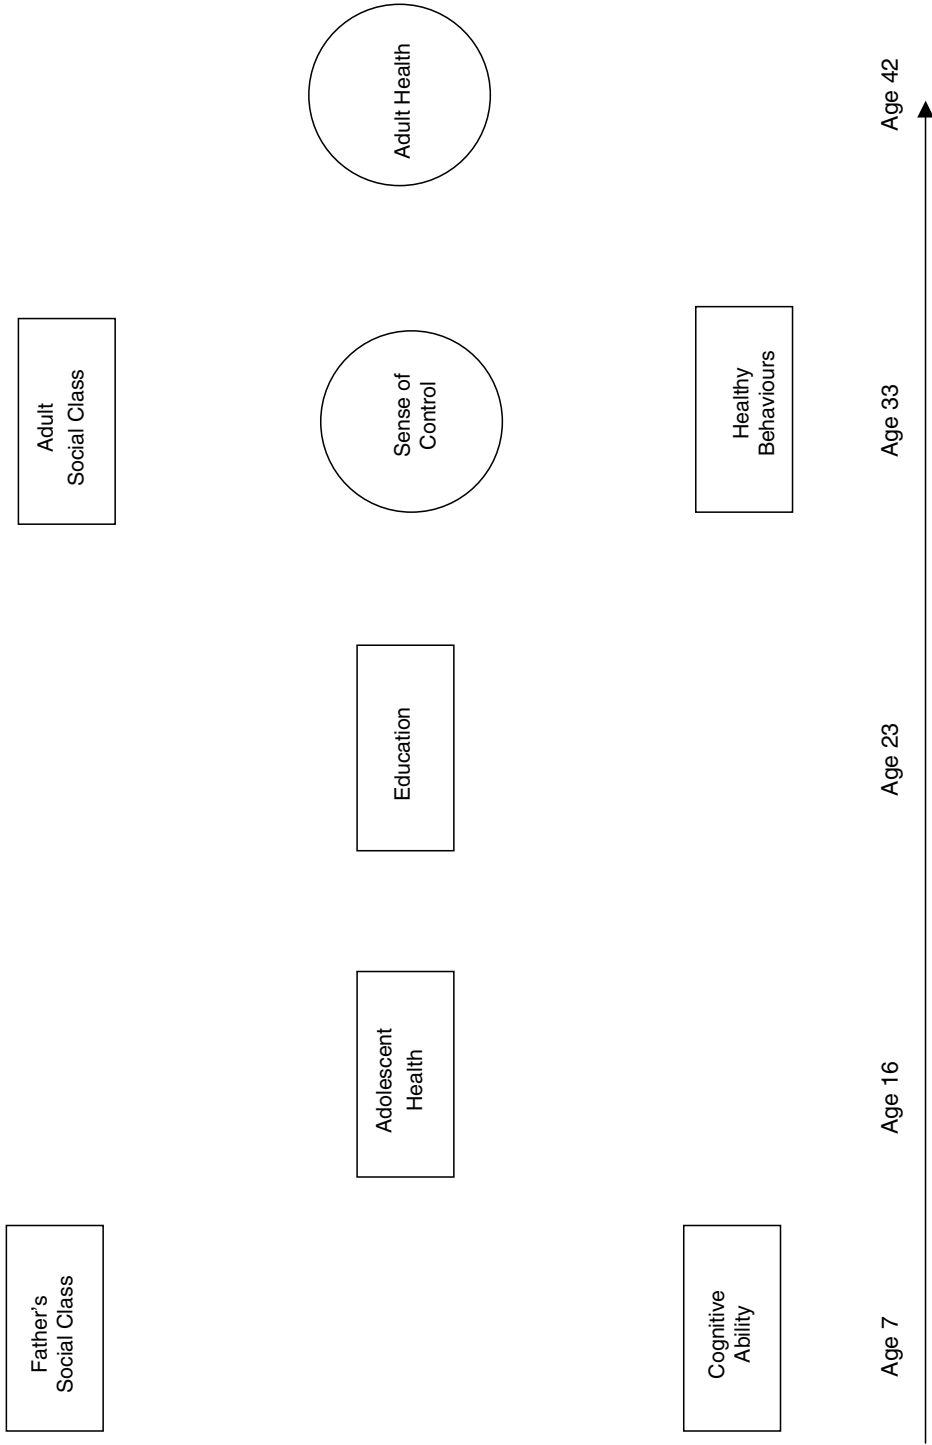 Father's
Social Class
Cognitive
Ability
Adolescent
Health
Education
Adult
Social Class
Sense of
Control
Healthy
Behaviours
Adult Health
Age 7
Age 16
Age 23
Age 33
Age 42